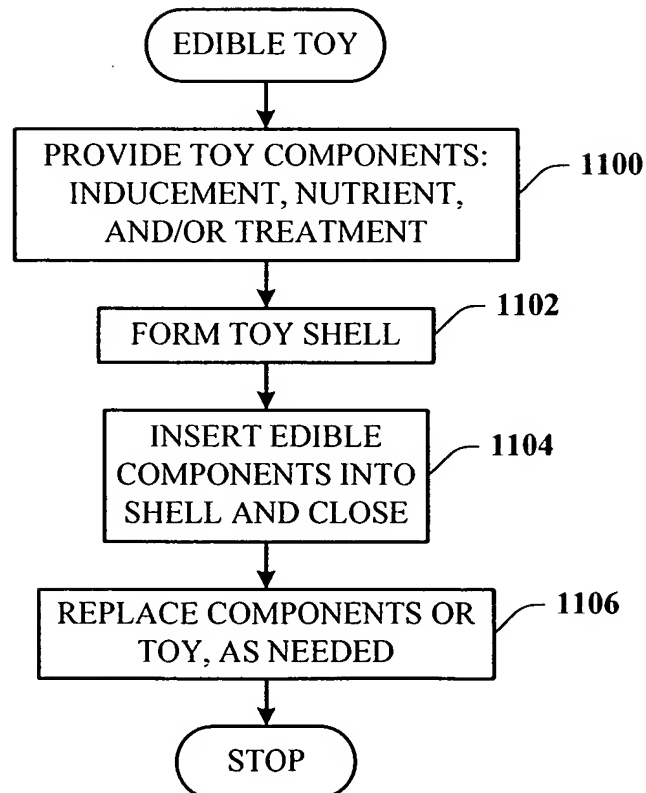 EDIBLE TOY
PROVIDE TOY COMPONENTS:
INDUCEMENT, NUTRIENT,
AND/OR TREATMENT
1100
FORM TOY SHELL
1102
INSERT EDIBLE
COMPONENTS INTO
SHELL AND CLOSE
1104
REPLACE COMPONENTS OR
TOY, AS NEEDED
1106
STOP